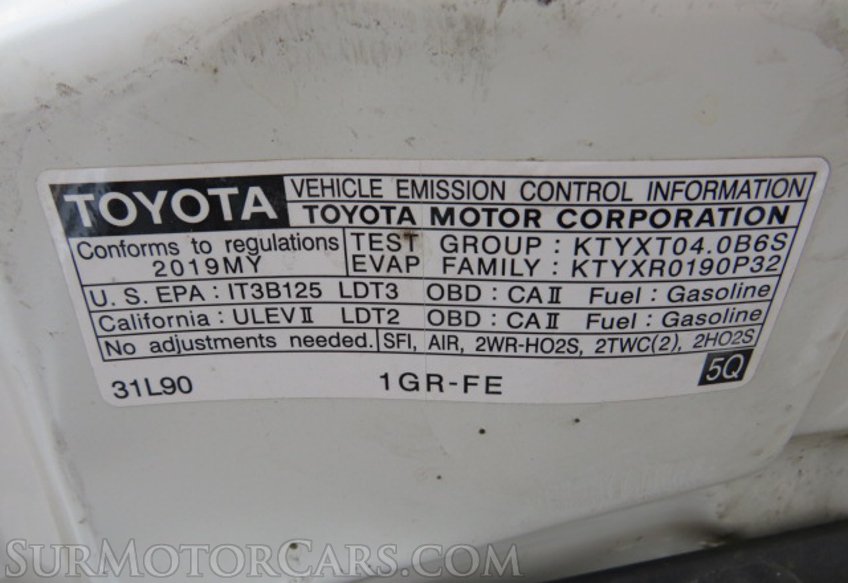 TOYOTA VEHICLE EMISSION CONTROL INFORMATION
TOYOTA MOTOR CORPORATION
Conforms to regulations TEST GROUP : KTYXT04.0B6S
2019MY EVAP FAMILY : KTYXR0190P32
U.S. EPA : IT3B125 LDT3 OBD : CAⅡ Fuel : Gasoline
California : ULEVⅡ LDT2 OBD : CAⅡ Fuel : Gasoline
No adjustments needed. SFI, AIR, 2WR-HO2S, 2TWC(2), 2HO2S
31L90 1GR-FE 5Q
SurMotorCars.com